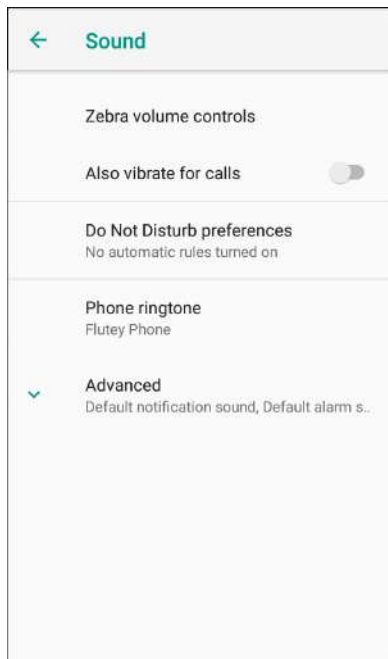 Sound
Zebra volume controls
Also vibrate for calls
Do Not Disturb preferences
No automatic rules turned on
Phone ringtone
Flutey Phone
Advanced
Default notification sound, Default alarm s..